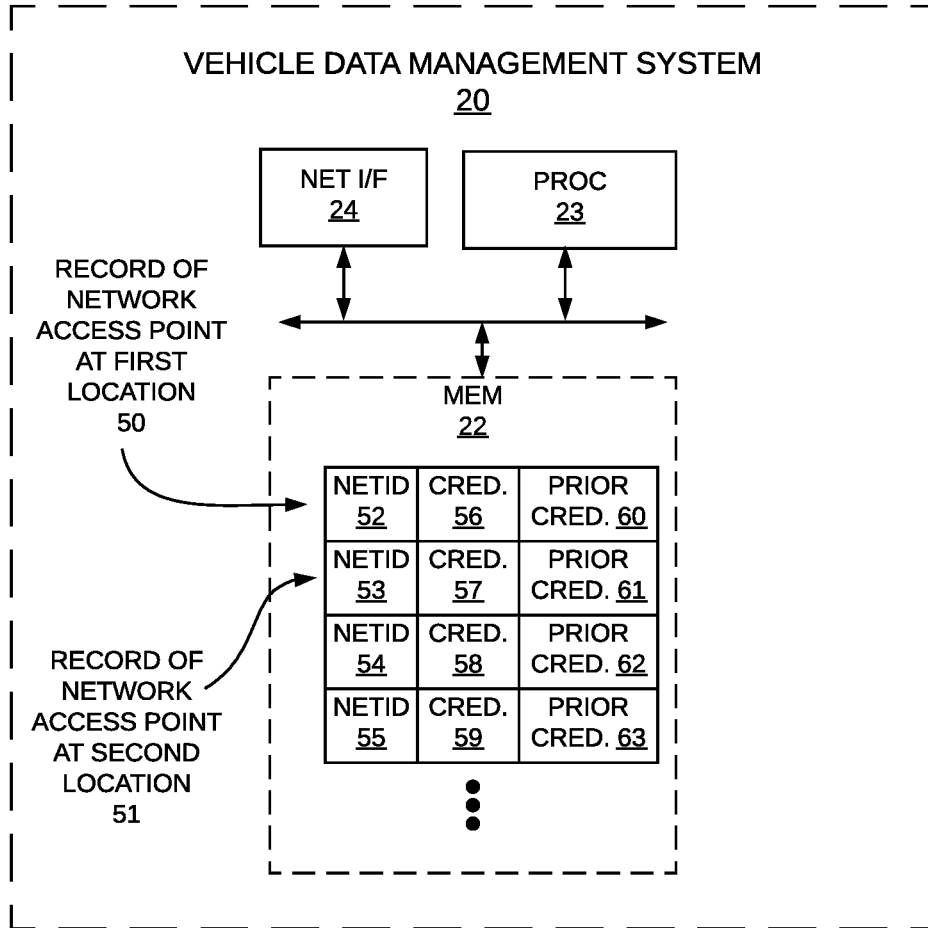 VEHICLE DATA MANAGEMENT SYSTEM
20
NET I/F
24
PROC
23
RECORD OF
NETWORK
ACCESS POINT
AT FIRST
LOCATION
50
MEM
22
NETID
52
CRED.
56
PRIOR
CRED. 60
NETID
53
CRED.
57
PRIOR
CRED. 61
NETID
54
CRED.
58
PRIOR
CRED. 62
NETID
55
CRED.
59
PRIOR
CRED. 63
RECORD OF
NETWORK
ACCESS POINT
AT SECOND
LOCATION
51